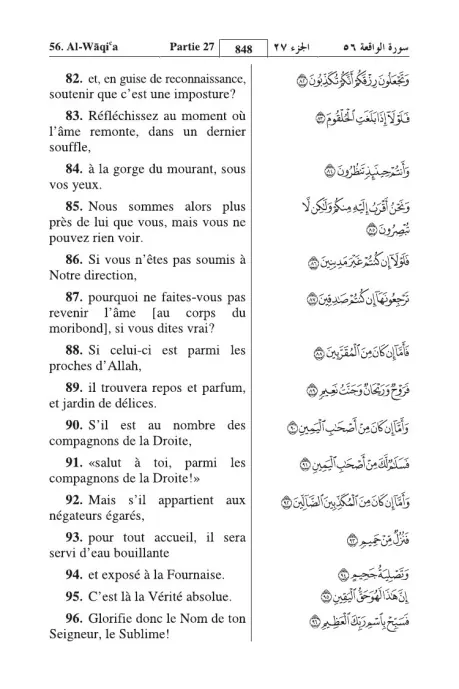 56. Al-Wāqiʿa Partie 27 848 الجزء ٢٧ سورة الواقعة ٥٦
82. et, en guise de reconnaissance,
soutenir que c’est une imposture?
83. Réfléchissez au moment où
l’âme remonte, dans un dernier
souffle,
84. à la gorge du mourant, sous
vos yeux.
85. Nous sommes alors plus
près de lui que vous, mais vous ne
pouvez rien voir.
86. Si vous n’êtes pas soumis à
Notre direction,
87. pourquoi ne faites-vous pas
revenir l’âme [au corps du
moribond], si vous dites vrai?
88. Si celui-ci est parmi les
proches d’Allah,
89. il trouvera repos et parfum,
et jardin de délices.
90. S’il est au nombre des
compagnons de la Droite,
91. «salut à toi, parmi les
compagnons de la Droite!»
92. Mais s’il appartient aux
négateurs égarés,
93. pour tout accueil, il sera
servi d’eau bouillante
94. et exposé à la Fournaise.
95. C’est là la Vérité absolue.
96. Glorifie donc le Nom de ton
Seigneur, le Sublime!
وَتَجْعَلُونَ رِزْقَكُمْ أَنَّكُمْ تُكَذِّبُونَ ﴿٨٢﴾
فَلَوْلَا إِذَا بَلَغَتِ الْحُلْقُومَ ﴿٨٣﴾
وَأَنتُمْ حِينَئِذٍ تَنظُرُونَ ﴿٨٤﴾
وَنَحْنُ أَقْرَبُ إِلَيْهِ مِنكُمْ وَلَٰكِن لَّا
تُبْصِرُونَ ﴿٨٥﴾
فَلَوْلَا إِن كُنتُمْ غَيْرَ مَدِينِينَ ﴿٨٦﴾
تَرْجِعُونَهَا إِن كُنتُمْ صَادِقِينَ ﴿٨٧﴾
فَأَمَّا إِن كَانَ مِنَ الْمُقَرَّبِينَ ﴿٨٨﴾
فَرَوْحٌ وَرَيْحَانٌ وَجَنَّتُ نَعِيمٍ ﴿٨٩﴾
وَأَمَّا إِن كَانَ مِنْ أَصْحَابِ الْيَمِينِ ﴿٩٠﴾
فَسَلَامٌ لَّكَ مِنْ أَصْحَابِ الْيَمِينِ ﴿٩١﴾
وَأَمَّا إِن كَانَ مِنَ الْمُكَذِّبِينَ الضَّالِّينَ ﴿٩٢﴾
فَنُزُلٌ مِّنْ حَمِيمٍ ﴿٩٣﴾
وَتَصْلِيَةُ جَحِيمٍ ﴿٩٤﴾
إِنَّ هَٰذَا لَهُوَ حَقُّ الْيَقِينِ ﴿٩٥﴾
فَسَبِّحْ بِاسْمِ رَبِّكَ الْعَظِيمِ ﴿٩٦﴾